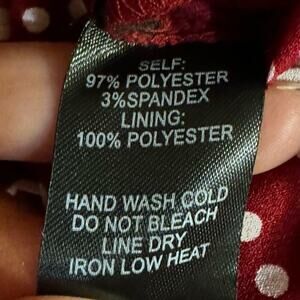 SELF:
97% POLYESTER
3%SPANDEX
LINING:
100% POLYESTER
HAND WASH COLD
DO NOT BLEACH
LINE DRY
IRON LOW HEAT